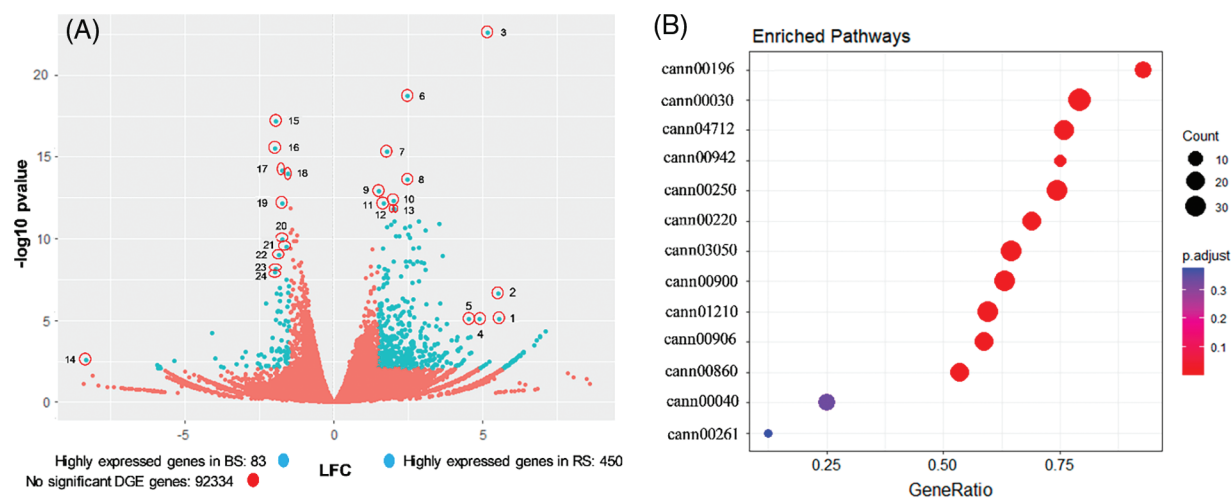 (A)
-log10 pvalue
20
15
10
5
0
3
6
15
16
7
17
18
8
9
10
19
11
12
13
20
21
22
23
24
2
5
1
4
14
-5
0
5
LFC
Highly expressed genes in BS: 83
Highly expressed genes in RS: 450
No significant DGE genes: 92334
(B)
Enriched Pathways
cann00196
cann00030
cann04712
cann00942
cann00250
cann00220
cann03050
cann00900
cann01210
cann00906
cann00860
cann00040
cann00261
0.25
0.50
0.75
GeneRatio
Count
10
20
30
p.adjust
0.3
0.2
0.1